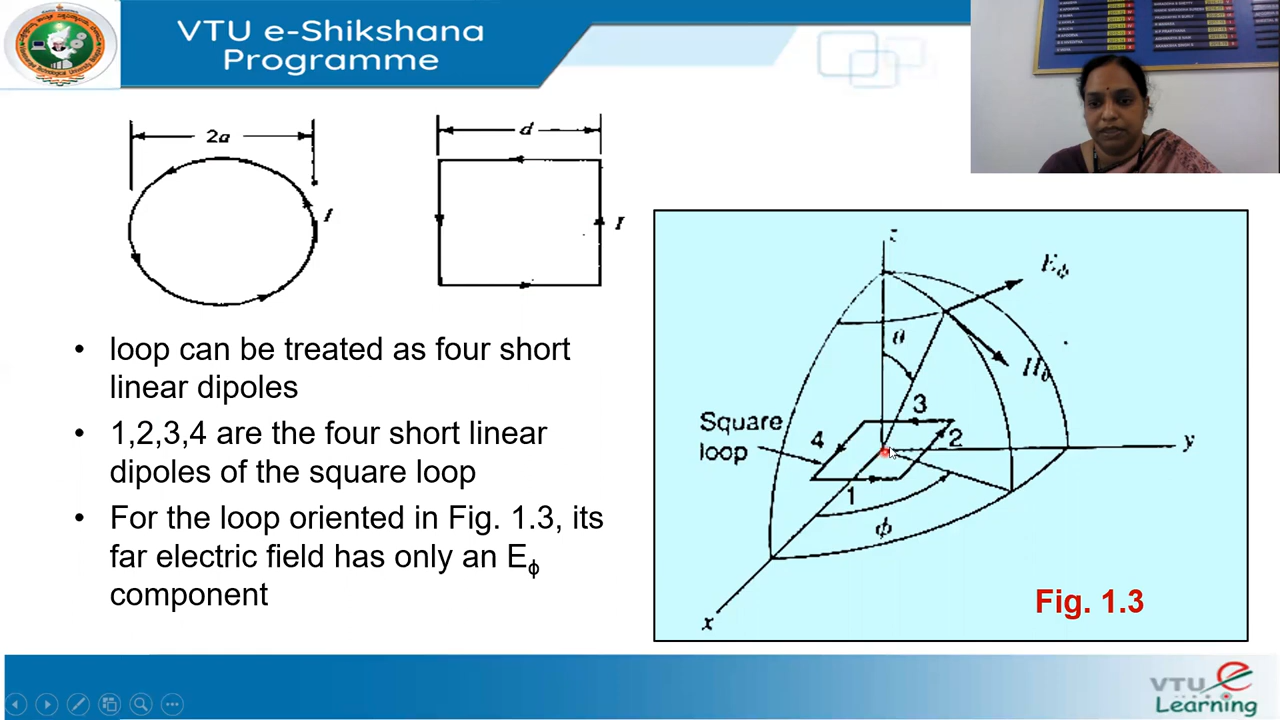 VTU e-Shikshana
Programme
2a
I
d
I
• loop can be treated as four short
linear dipoles
• 1,2,3,4 are the four short linear
dipoles of the square loop
• For the loop oriented in Fig. 1.3, its
far electric field has only an Eϕ
component
z
Eϕ
θ
Hθ
3
Square
loop
4
2
y
1
ϕ
x
Fig. 1.3
VTU e
Learning